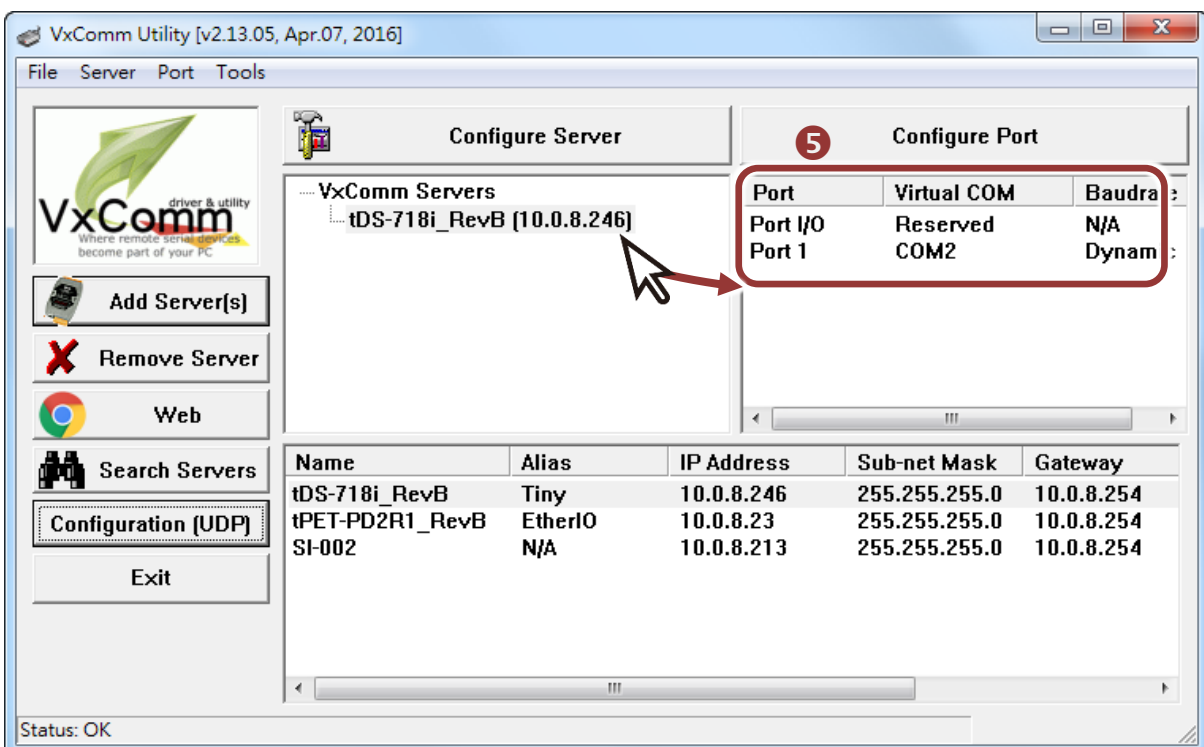 VxComm Utility [v2.13.05, Apr.07, 2016]
File Server Port Tools
VxComm
driver & utility
Where remote serial devices
become part of your PC
Add Server(s)
Remove Server
Web
Search Servers
Configuration (UDP)
Exit
Configure Server
5
Configure Port
VxComm Servers
tDS-718i_RevB (10.0.8.246)
Port Virtual COM Baudrate
Port I/O Reserved N/A
Port 1 COM2 Dynamic
Name Alias IP Address Sub-net Mask Gateway
tDS-718i_RevB Tiny 10.0.8.246 255.255.255.0 10.0.8.254
tPET-PD2R1_RevB EtherIO 10.0.8.23 255.255.255.0 10.0.8.254
SI-002 N/A 10.0.8.213 255.255.255.0 10.0.8.254
Status: OK